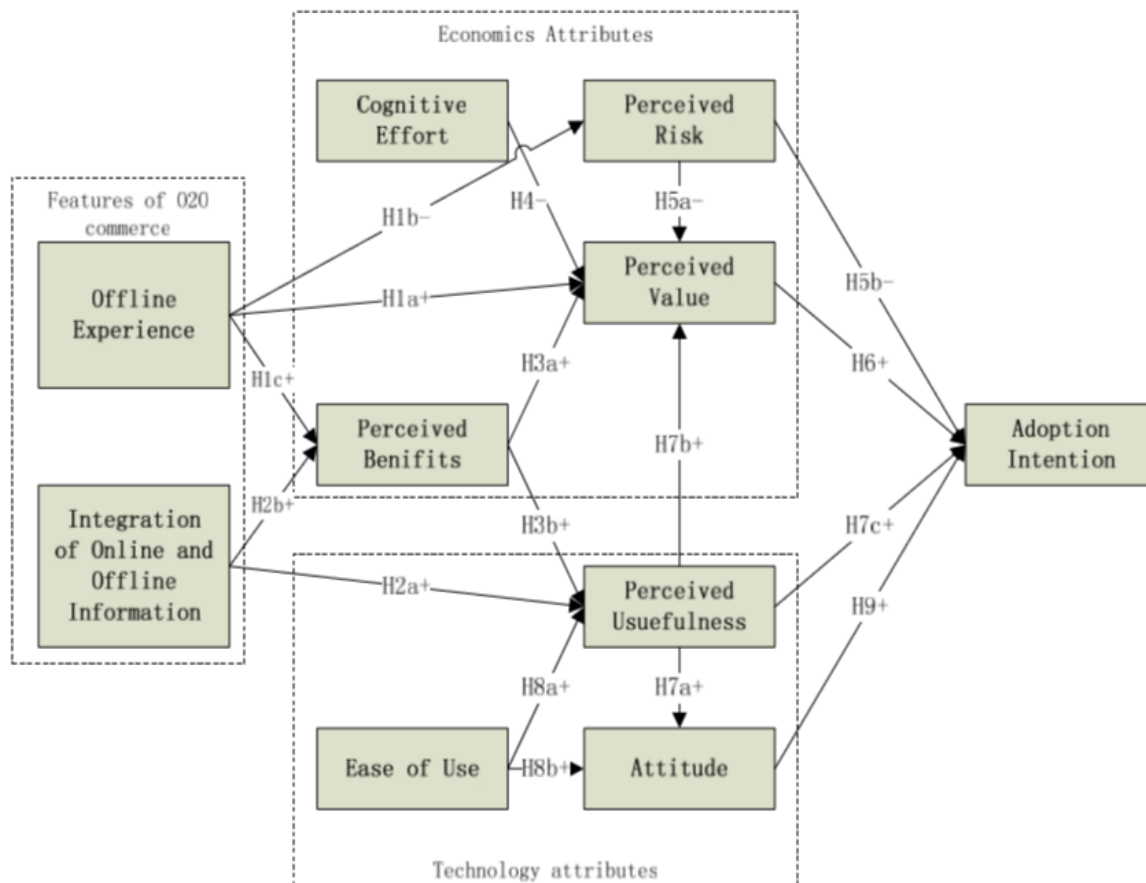 Economics Attributes
Cognitive
Effort
Perceived
Risk
Features of O2O
commerce
H4-
H5a-
H1b-
Offline
Experience
H1a+
Perceived
Value
H5b-
H3a+
H6+
H1c+
Perceived
Benifits
H7b+
Adoption
Intention
H2b+
Integration
of Online and
Offline
Information
H3b+
H7c+
H2a+
Perceived
Usuefulness
H9+
H8a+
H7a+
Ease of Use
H8b+
Attitude
Technology attributes